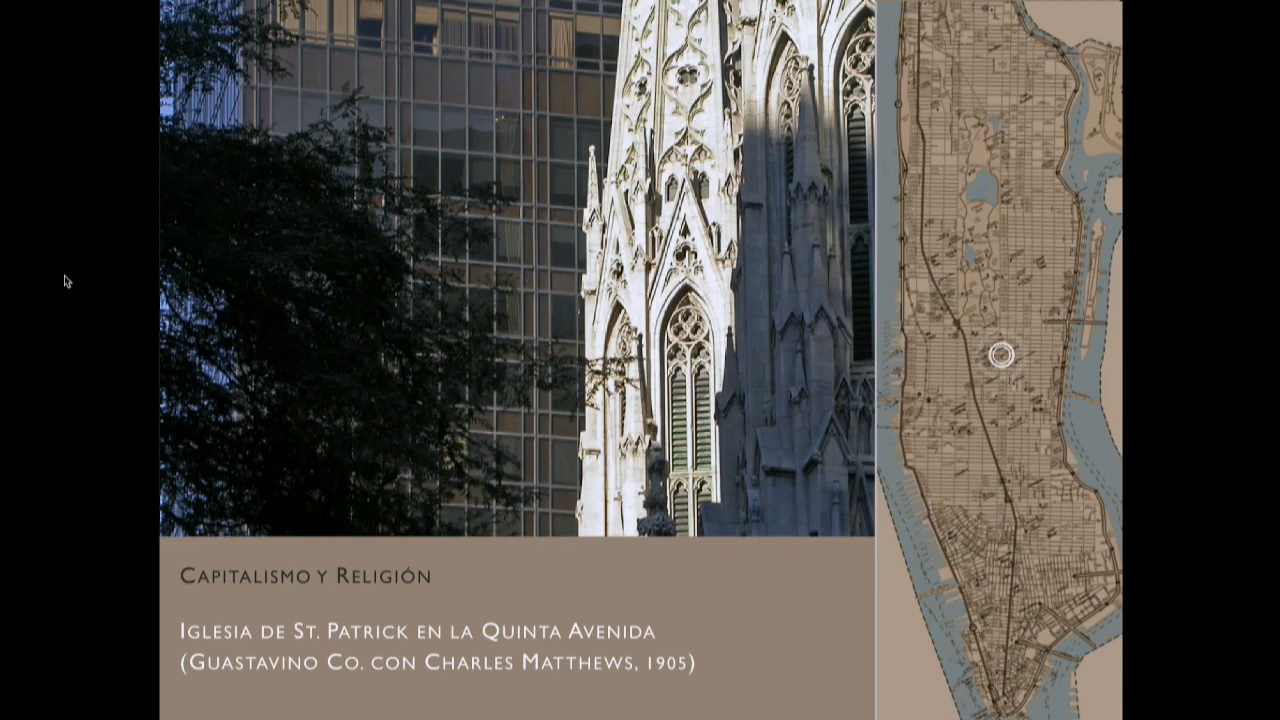 Capitalismo y Religión
Iglesia de St. Patrick en la Quinta Avenida
(Guastavino Co. con Charles Matthews, 1905)